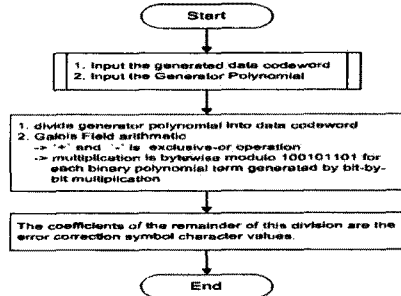 Start
1. Input the generated data codeword
2. Input the Generator Polynomial
1. divide generator polynomial into data codeword
2. Galois Field arithmetic
-> '+' and '-' is exclusive-or operation
-> multiplication is bytewise modulo 100101101 for
each binary polynomial term generated by bit-by-
bit multiplication
The coefficients of the remainder of this division are the
error correction symbol character values.
End